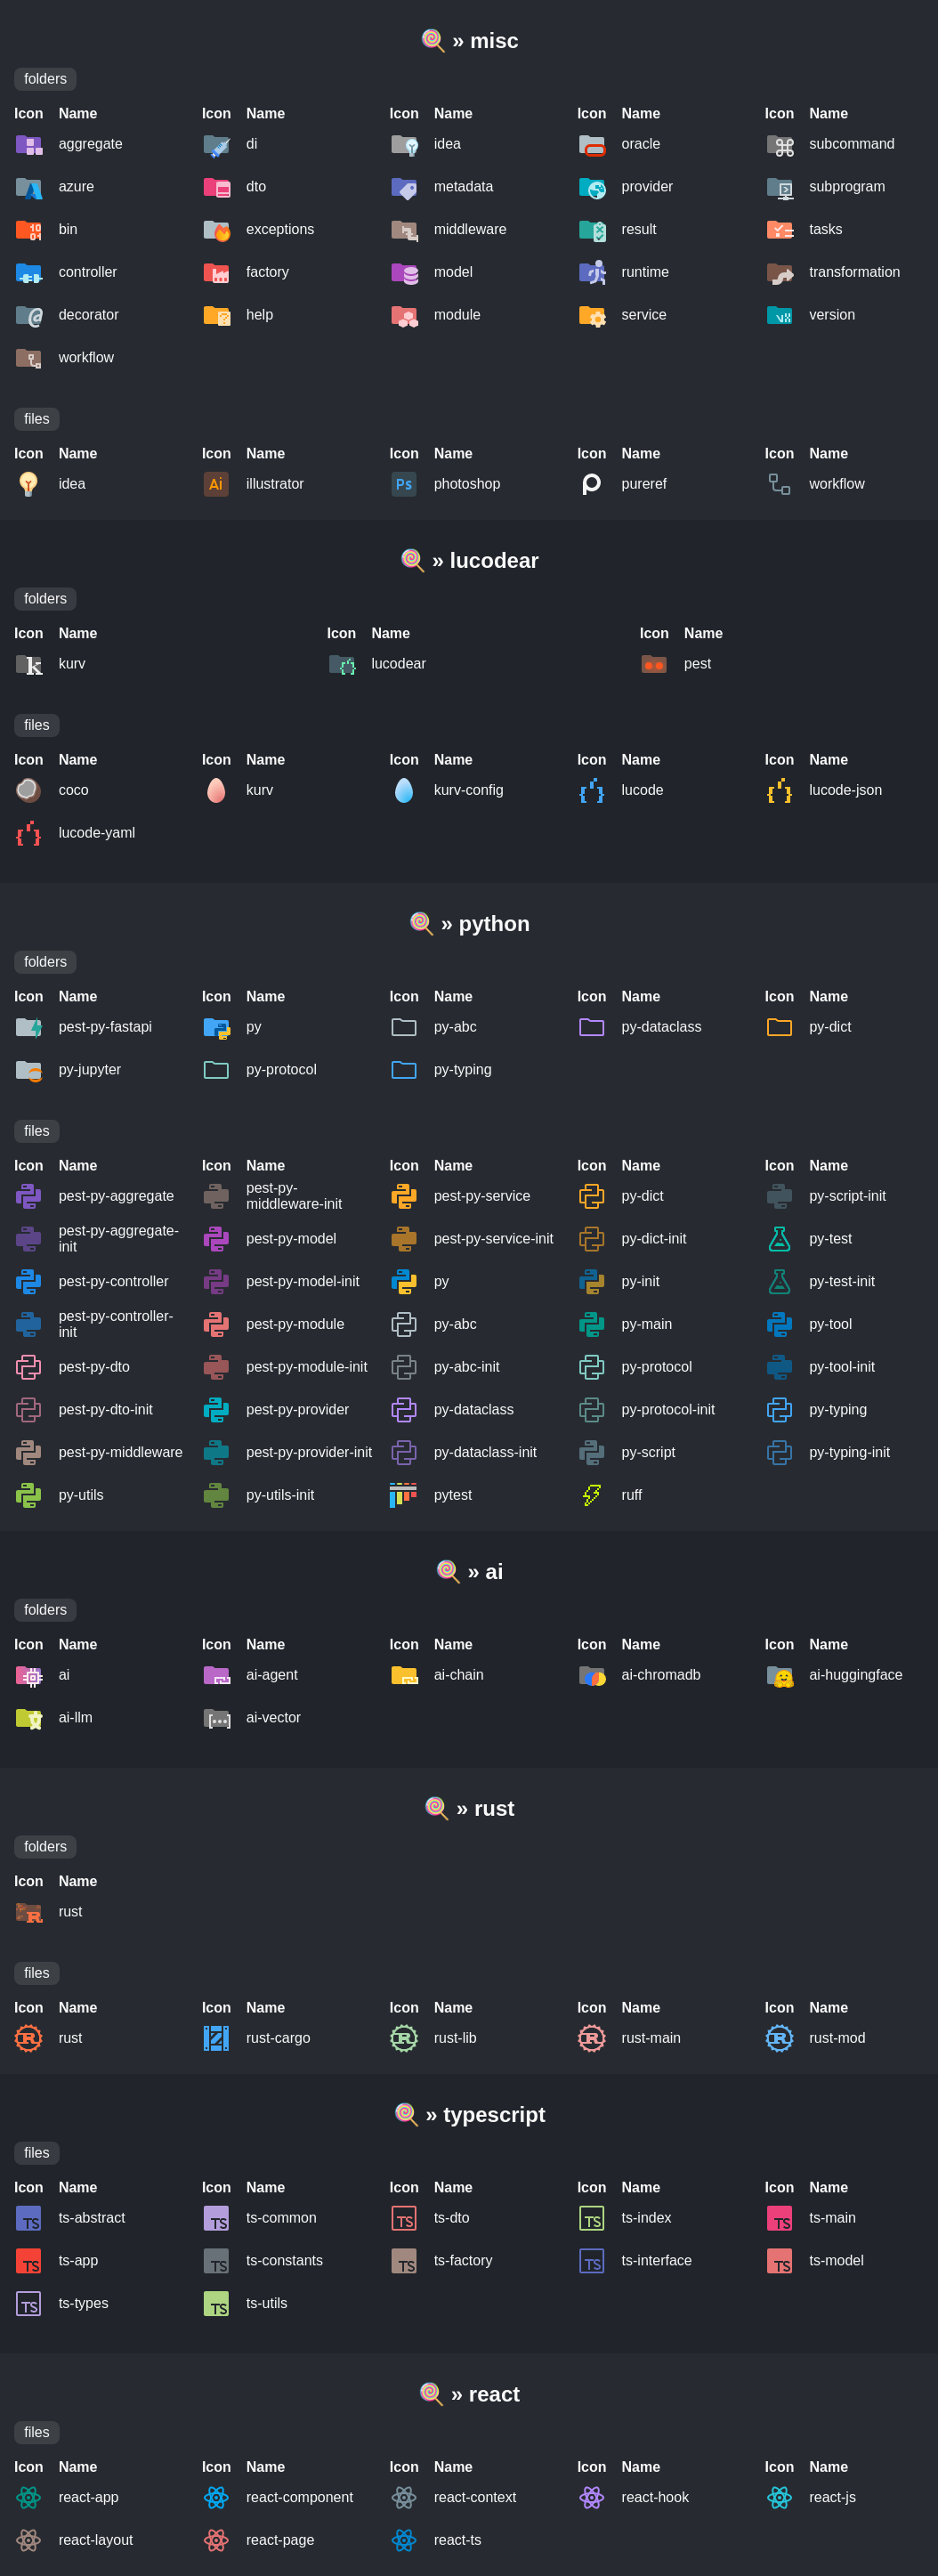 » misc
folders
Icon Name Icon Name Icon Name Icon Name Icon Name
aggregate di idea oracle subcommand
azure dto metadata provider subprogram
bin exceptions middleware result tasks
controller factory model runtime transformation
decorator help module service version
workflow
files
Icon Name Icon Name Icon Name Icon Name Icon Name
idea Ai illustrator Ps photoshop pureref workflow
» lucodear
folders
Icon Name Icon Name Icon Name
k kurv lucodear pest
files
Icon Name Icon Name Icon Name Icon Name Icon Name
coco kurv kurv-config lucode lucode-json
lucode-yaml
» python
folders
Icon Name Icon Name Icon Name Icon Name Icon Name
pest-py-fastapi py py-abc py-dataclass py-dict
py-jupyter py-protocol py-typing
files
Icon Name Icon Name Icon Name Icon Name Icon Name
pest-py-aggregate pest-py-middleware-init pest-py-service py-dict py-script-init
pest-py-aggregate-init pest-py-model pest-py-service-init py-dict-init py-test
pest-py-controller pest-py-model-init py py-init py-test-init
pest-py-controller-init pest-py-module py-abc py-main py-tool
pest-py-dto pest-py-module-init py-abc-init py-protocol py-tool-init
pest-py-dto-init pest-py-provider py-dataclass py-protocol-init py-typing
pest-py-middleware pest-py-provider-init py-dataclass-init py-script py-typing-init
py-utils py-utils-init pytest ruff
» ai
folders
Icon Name Icon Name Icon Name Icon Name Icon Name
ai ai-agent ai-chain ai-chromadb ai-huggingface
ai-llm ai-vector
» rust
folders
Icon Name
R rust
files
Icon Name Icon Name Icon Name Icon Name Icon Name
R rust rust-cargo R rust-lib R rust-main R rust-mod
» typescript
files
Icon Name Icon Name Icon Name Icon Name Icon Name
TS ts-abstract TS ts-common TS ts-dto TS ts-index TS ts-main
TS ts-app TS ts-constants TS ts-factory TS ts-interface TS ts-model
TS ts-types TS ts-utils
» react
files
Icon Name Icon Name Icon Name Icon Name Icon Name
react-app react-component react-context react-hook react-js
react-layout react-page react-ts